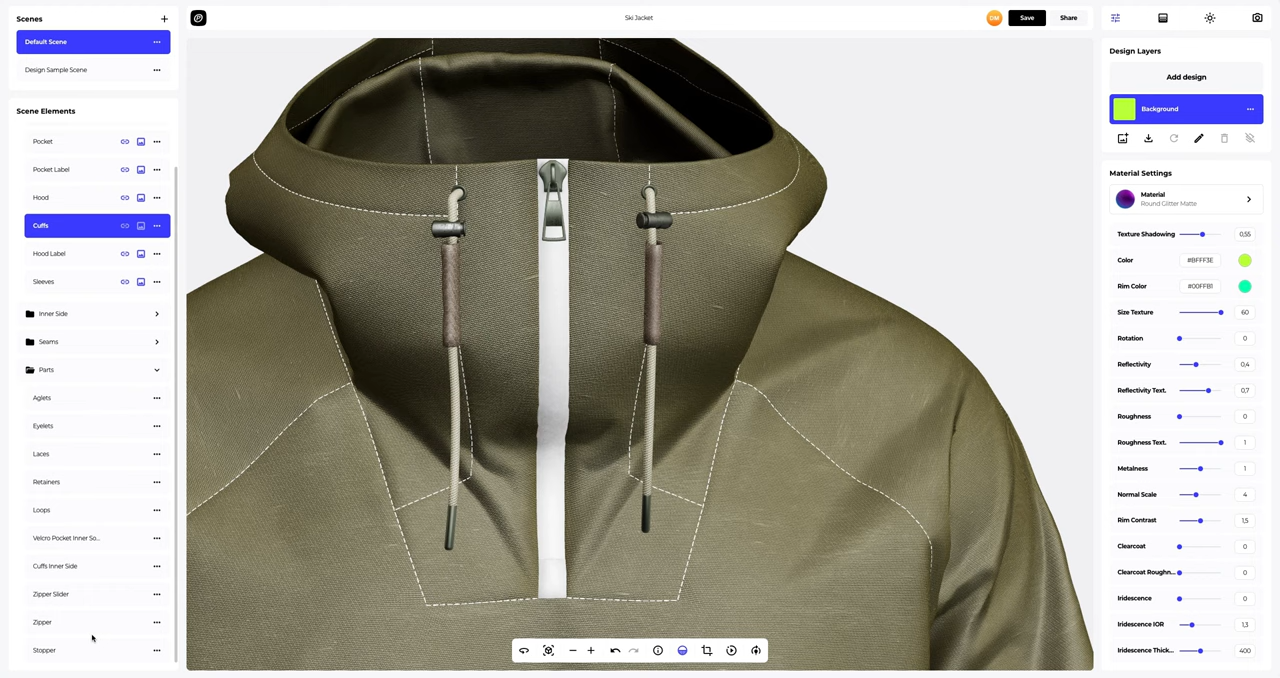 Scenes
Default Scene
Design Sample Scene
Scene Elements
Pocket
Pocket Label
Hood
Cuffs
Hood Label
Sleeves
Inner Side
Seams
Parts
Aglets
Eyelets
Laces
Retainers
Loops
Velcro Pocket Inner So...
Cuffs Inner Side
Zipper Slider
Zipper
Stopper
Ski Jacket
DM
Save
Share
Design Layers
Add design
Background
Material Settings
Material
Round Glitter Matte
Texture Shadowing 0,55
Color #BFFF3E
Rim Color #00FFB1
Size Texture 60
Rotation 0
Reflectivity 0,4
Reflectivity Text. 0,7
Roughness 0
Roughness Text. 1
Metalness 1
Normal Scale 4
Rim Contrast 1,5
Clearcoat 0
Clearcoat Roughn... 0
Iridescence 0
Iridescence IOR 1,3
Iridescence Thick... 400